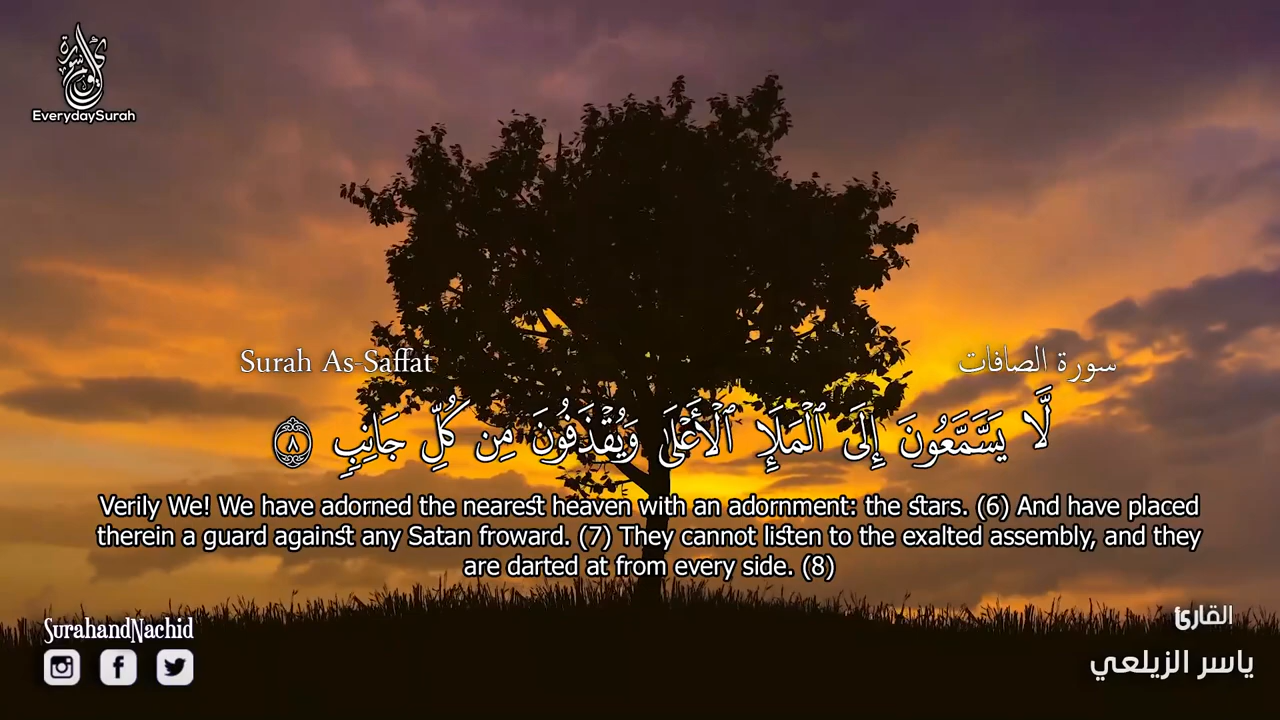 EverydaySurah
Surah As-Saffat
سورة الصافات
لَّا يَسَّمَّعُونَ إِلَى ٱلْمَلَإِ ٱلْأَعْلَىٰ وَيُقْذَفُونَ مِن كُلِّ جَانِبٍ ٨
Verily We! We have adorned the nearest heaven with an adornment: the stars. (6) And have placed
therein a guard against any Satan froward. (7) They cannot listen to the exalted assembly, and they
are darted at from every side. (8)
القارئ
ياسر الزيلعي
SurahandNachid